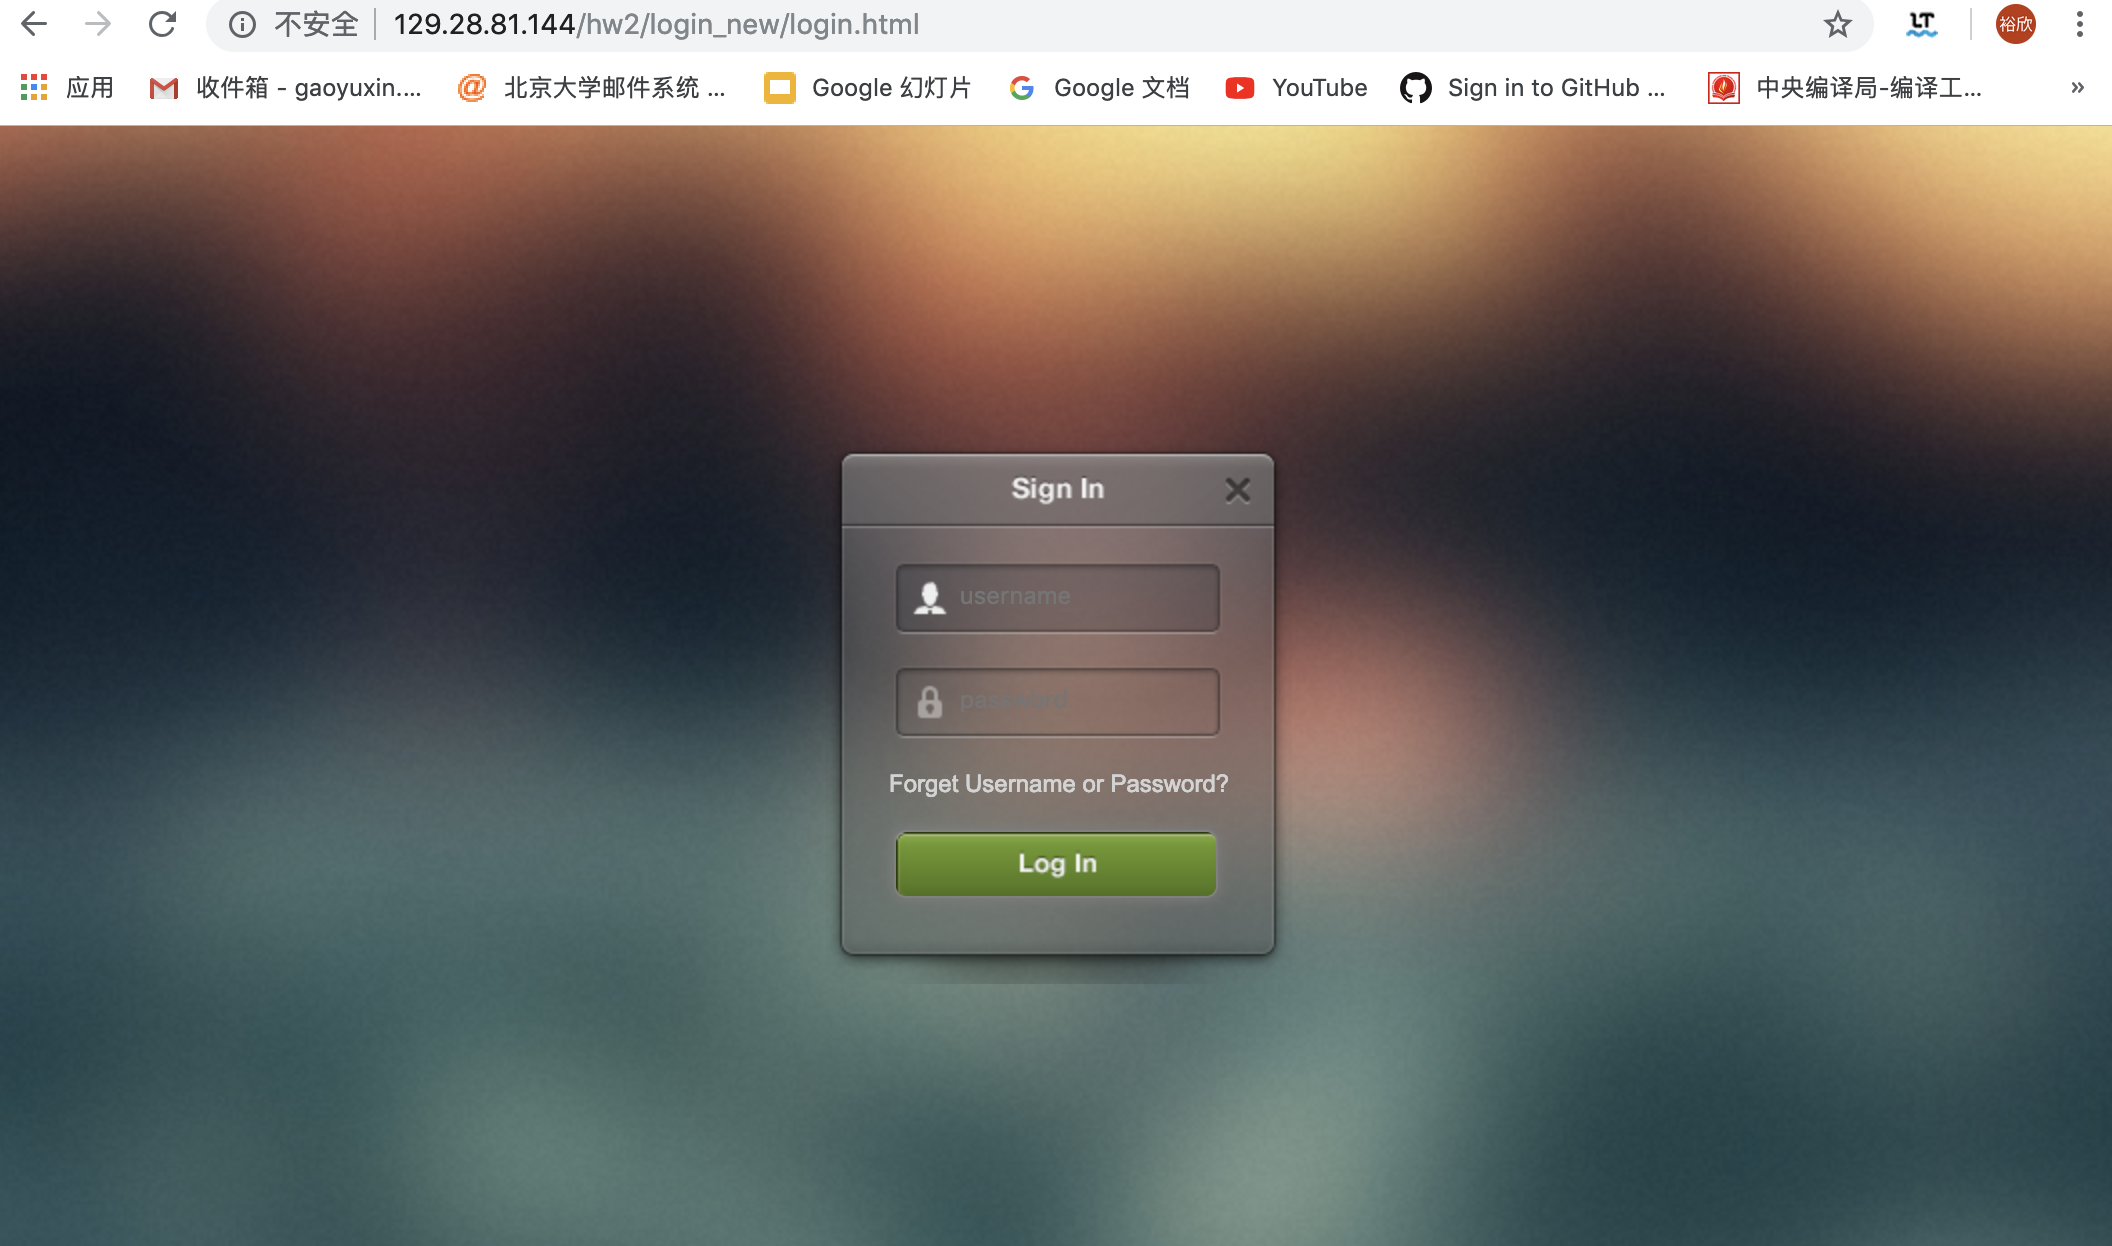 不安全 129.28.81.144/hw2/login_new/login.html 裕欣
应用 收件箱 - gaoyuxin.... 北京大学邮件系统 ... Google 幻灯片 Google 文档 YouTube Sign in to GitHub ... 中央编译局-编译工... »
Sign In
username
password
Forget Username or Password?
Log In